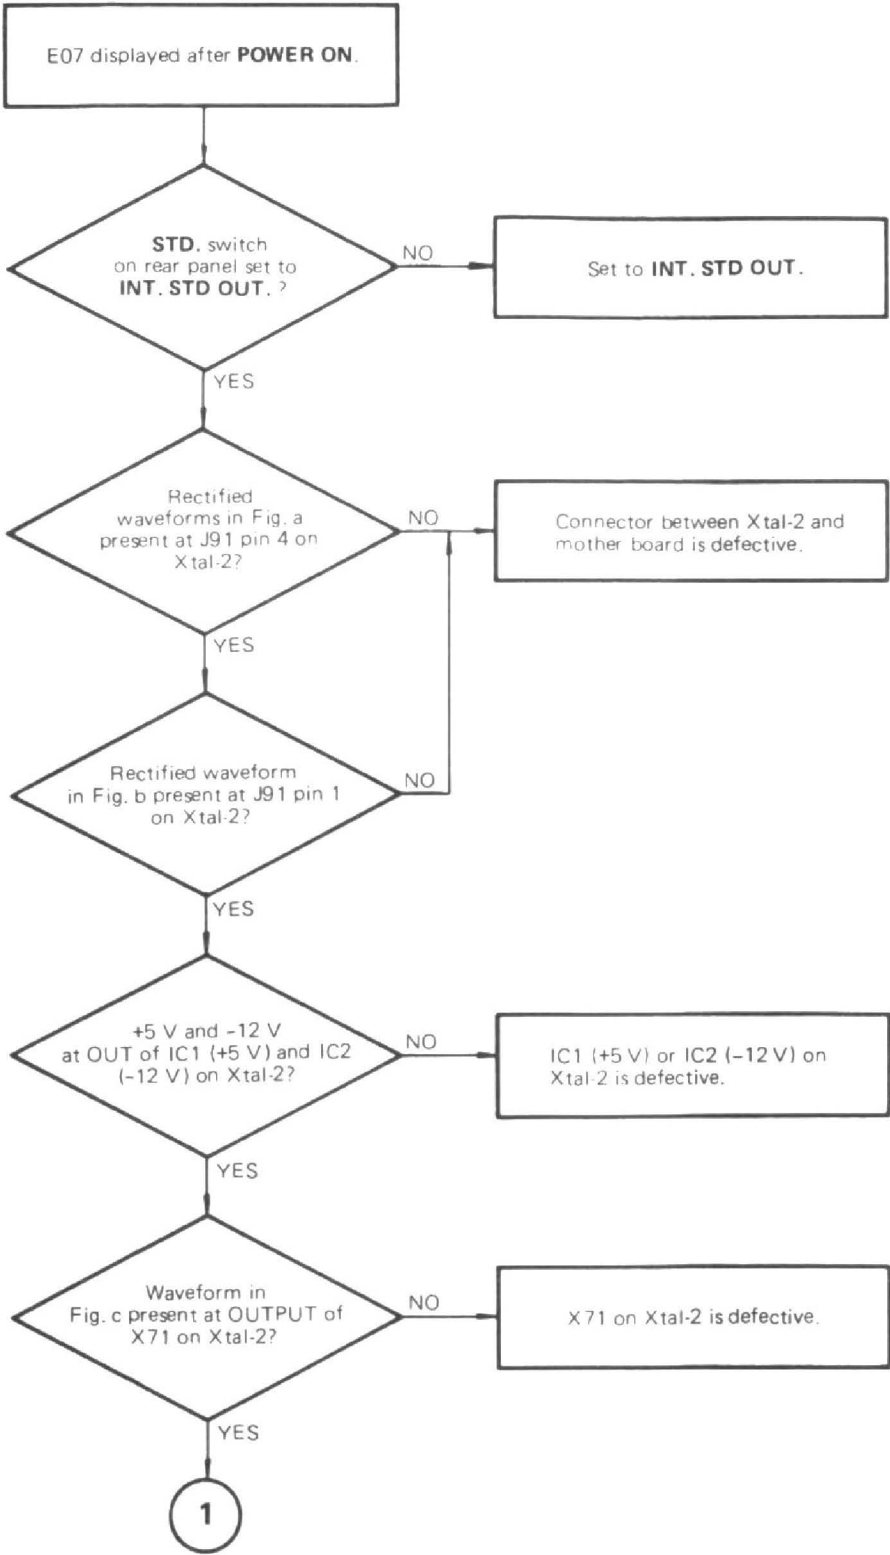 E07 displayed after POWER ON.
STD. switch
on rear panel set to
INT. STD OUT. ?
NO
Set to INT. STD OUT.
YES
Rectified
waveforms in Fig. a
present at J91 pin 4 on
Xtal-2?
NO
Connector between Xtal-2 and
mother board is defective.
YES
Rectified waveform
in Fig. b present at J91 pin 1
on Xtal-2?
NO
YES
+5 V and -12 V
at OUT of IC1 (+5 V) and IC2
(-12 V) on Xtal-2?
NO
IC1 (+5 V) or IC2 (-12 V) on
Xtal-2 is defective.
YES
Waveform in
Fig. c present at OUTPUT of
X71 on Xtal-2?
NO
X71 on Xtal-2 is defective.
YES
1